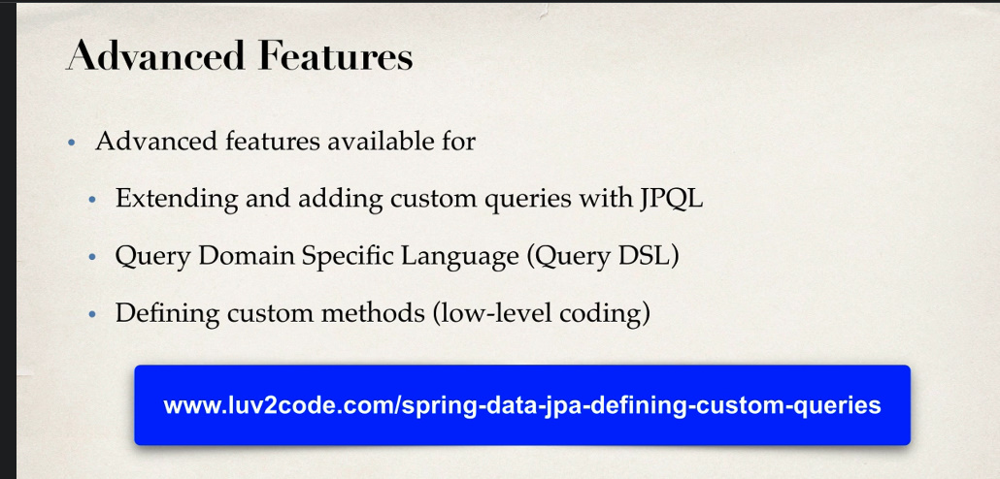 Advanced Features
• Advanced features available for
• Extending and adding custom queries with JPQL
• Query Domain Specific Language (Query DSL)
• Defining custom methods (low-level coding)
www.luv2code.com/spring-data-jpa-defining-custom-queries